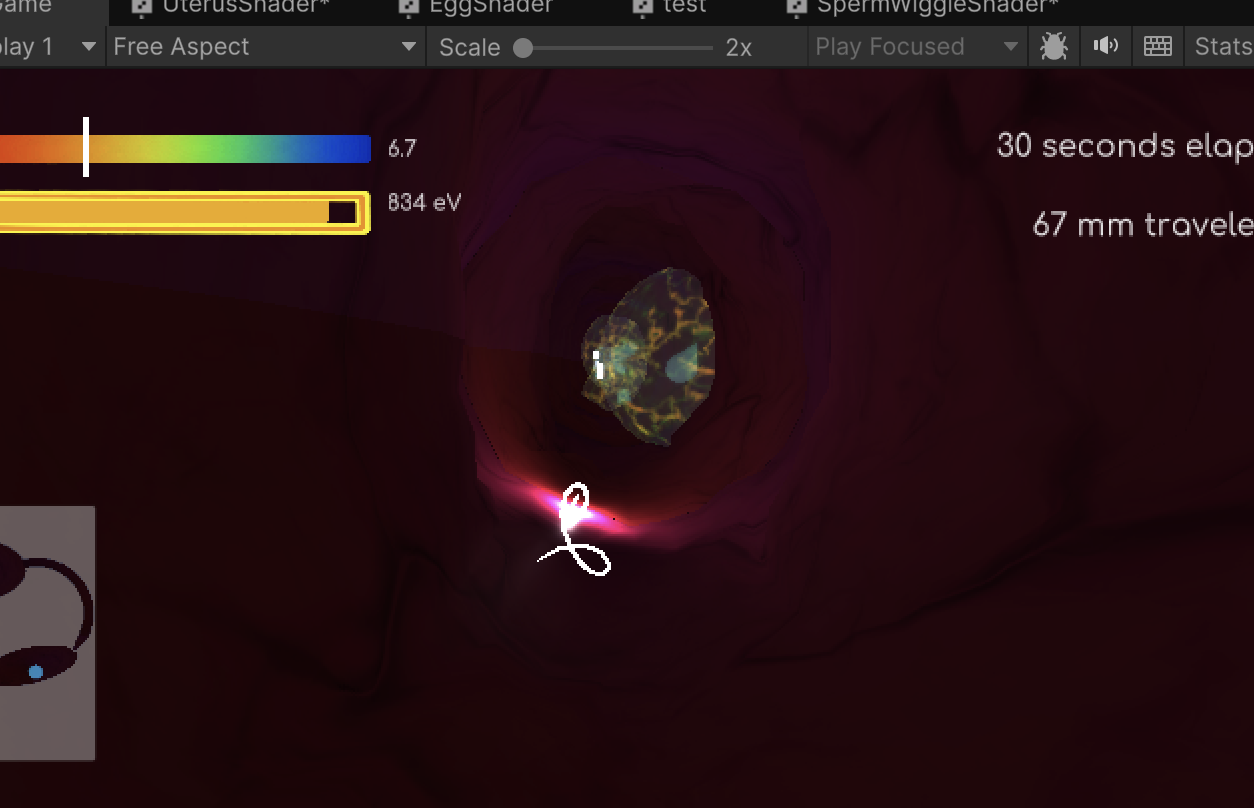 Game UterusShader* EggShader test SpermWiggleShader*
play 1 Free Aspect Scale 2x Play Focused Stats
6.7
30 seconds elap
834 eV
67 mm travele